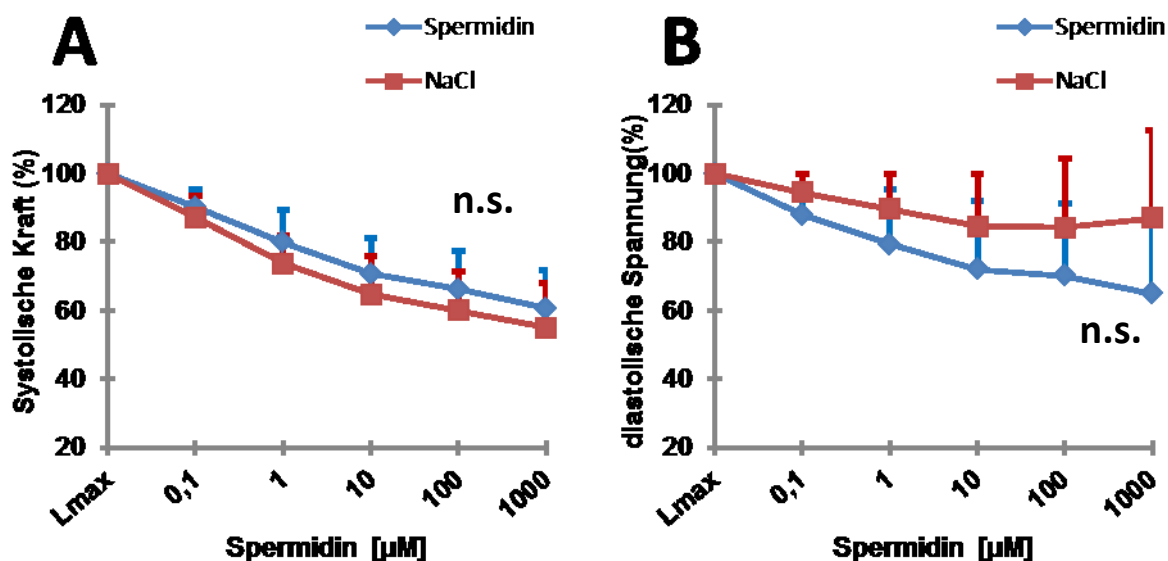 A
Spermidin
NaCl
Systolische Kraft (%)
120
100
80
60
40
20
n.s.
Lmax
0,1
1
10
100
1000
Spermidin [µM]
B
Spermidin
NaCl
diastolische Spannung(%)
120
100
80
60
40
20
n.s.
Lmax
0,1
1
10
100
1000
Spermidin [µM]